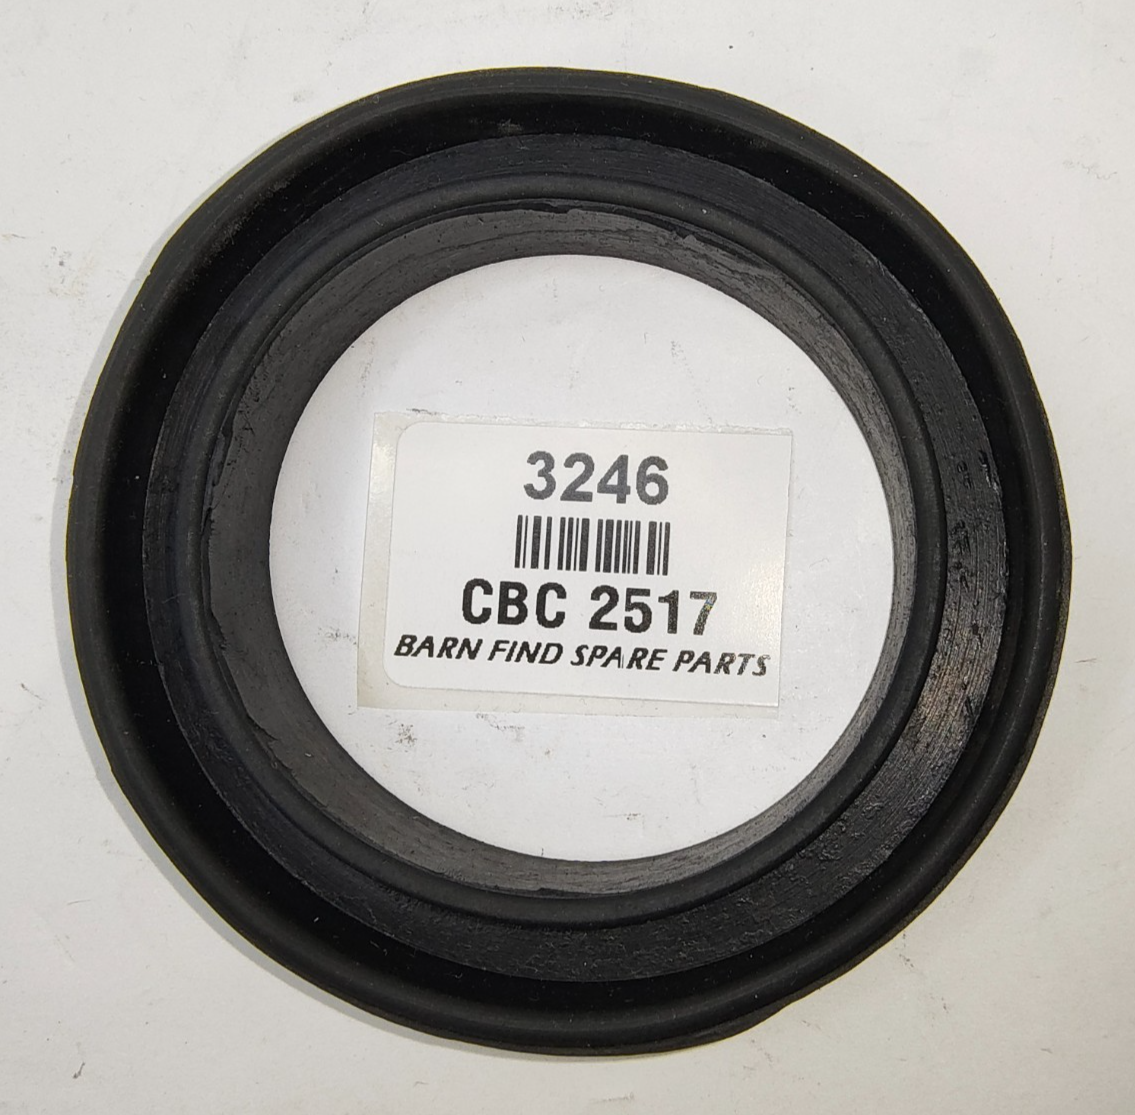 3246
CBC 2517
BARN FIND SPARE PARTS